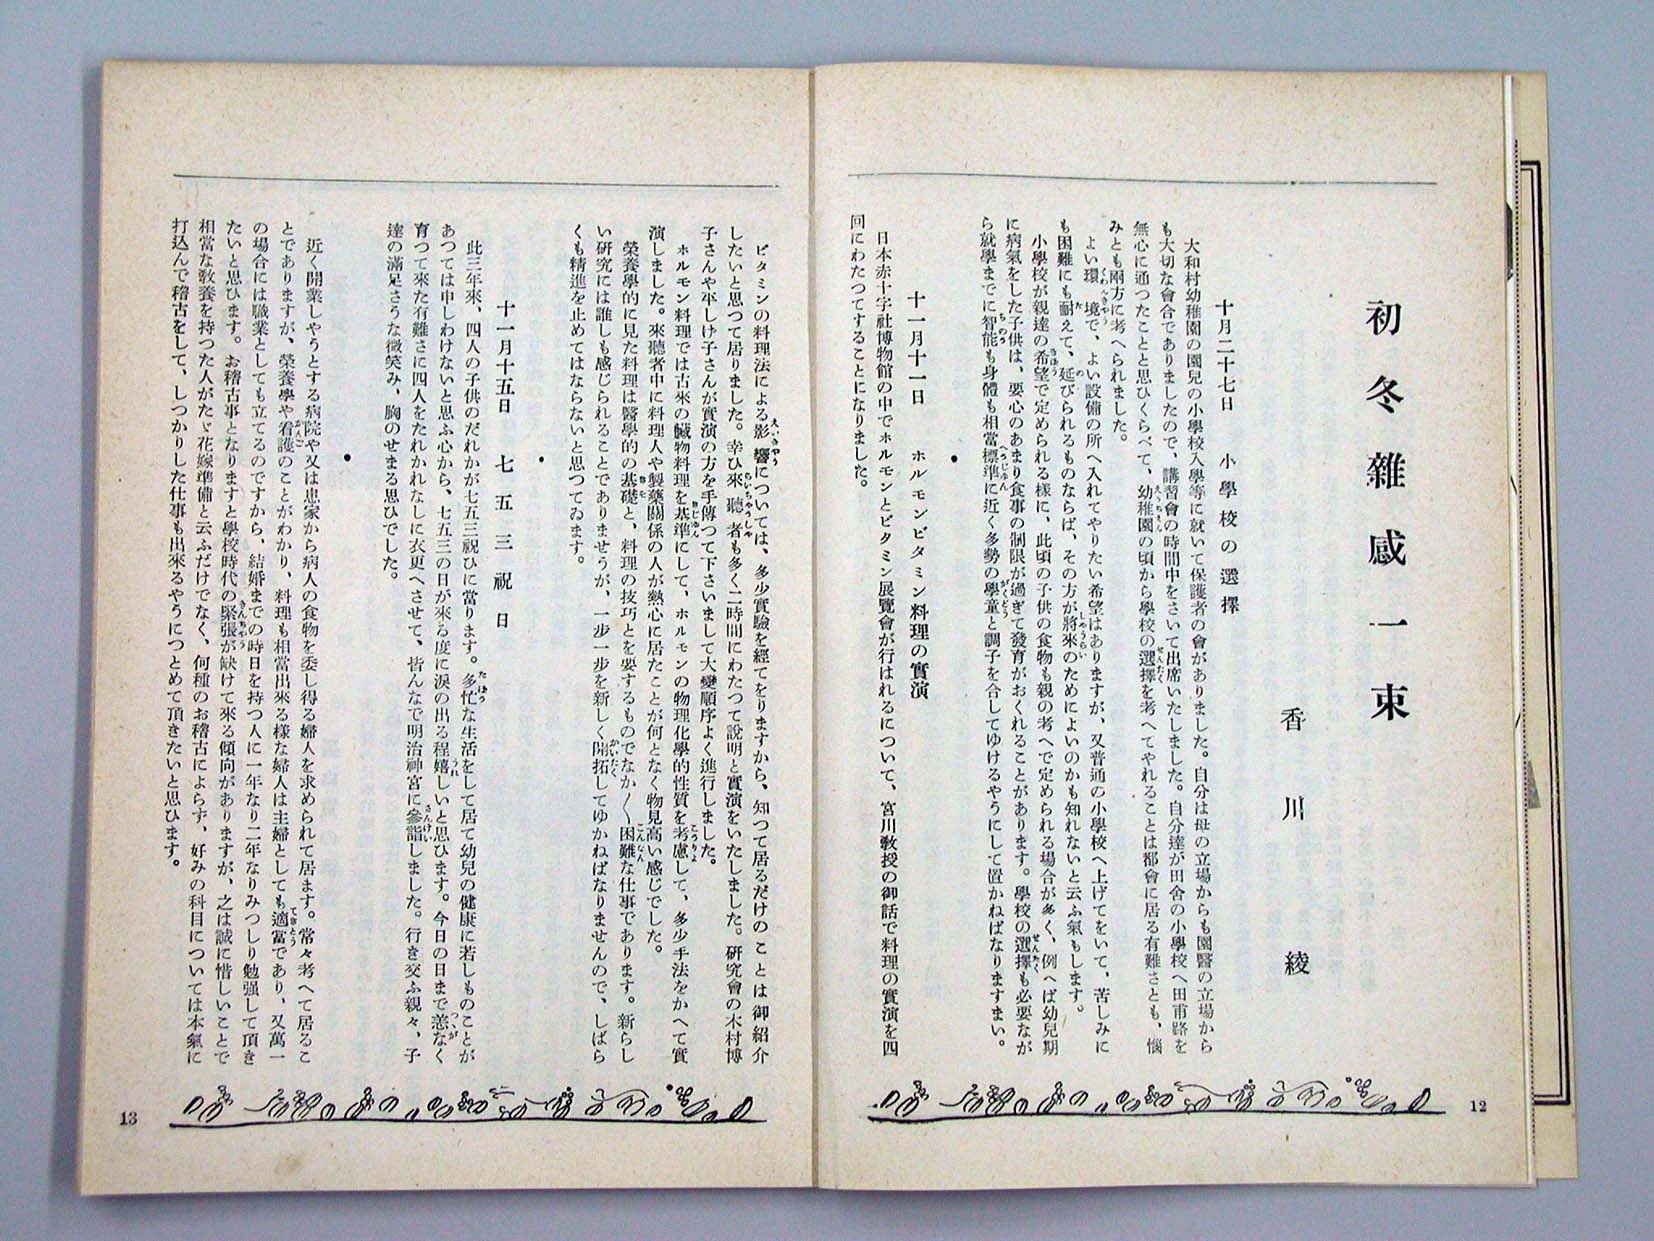 初冬雜感一束
香川綾
十月二十七日　小學校の選擇
大和村幼稚園の園兒の小學校入學等に就いて保護者の會がありました。自分は母の立場からも園醫の立場から
も大切な會合でありましたので、講習會の時間中をさいて出席いたしました。自分達が田舍の小學校へ田甫路を
無心に通つたことと思ひくらべて、幼稚園の頃から學校の選擇を考へてやれることは都會に居る有難さとも、惱
みとも兩方に考へられました。
よい環境で、よい設備の所へ入れてやりたい希望はありますが、又普通の小學校へ上げてをいて、苦しみに
も困難にも耐えて、延びられるものならば、その方が將來のためによいのかも知れないと云ふ氣もします。
小學校が親達の希望で定められる樣に、此頃の子供の食物も親の考へで定められる場合が多く、例へば幼兒期
に病氣をした子供は、要心のあまり食事の制限が過ぎて發育がおくれることがあります。學校の選擇も必要なが
ら就學までに智能も身體も相當標準に近く多勢の學童と調子を合してゆけるやうにして置かねばなりますまい。
●
十一月十一日　ホルモンビタミン料理の實演
日本赤十字社博物館の中でホルモンとビタミン展覽會が行はれるについて、宮川教授の御話で料理の實演を四
回にわたつてすることになりました。
12
ビタミンの料理法による影響については、多少實驗を經てをりますから、知つて居るだけのことは御紹介
したいと思つて居りました。幸ひ來聽者も多く二時間にわたつて說明と實演をいたしました。研究會の木村博
子さんや平しげ子さんが實演の方を手傳つて下さいまして大變順序よく進行しました。
ホルモン料理では古來の臟物料理を基準にして、ホルモンの物理化學的性質を考慮して、多少手法をかへて實
演しました。來聽者中に料理人や製藥關係の人が熱心に居たことが何となく物見高い感じでした。
榮養學的に見た料理は醫學的の基礎と、料理の技巧とを要するものでなか〱困難な仕事であります。新らし
い研究には誰しも感じられることでありませうが、一步一步を新しく開拓してゆかねばなりませんので、しばら
くも精進を止めてはならないと思つてゐます。
●
十一月十五日　七五三祝日
此三年來、四人の子供のだれかが七五三祝ひに當ります。多忙な生活をして居て幼兒の健康に若しものことが
あつては申しわけないと思ふ心から、七五三の日が來る度に淚の出る程嬉しいと思ひます。今日の日まで恙なく
育つて來た有難さに四人をたれかれなしに衣更へさせて、皆んなで明治神宮に參詣しました。行き交ふ親々、子
達の滿足さうな微笑み、胸のせまる思ひでした。
●
近く開業しやうとする病院や又は患家から病人の食物を委し得る婦人を求められて居ます。常々考へて居るこ
とでありますが、榮養學や看護のことがわかり、料理も相當出來る樣な婦人は主婦としても適當であり、又萬一
の場合には職業としても立てるのですから、結婚までの時日を持つ人に一年なり二年なりみつしり勉强して頂き
たいと思ひます。お稽古事となりますと學校時代の緊張が缺けて來る傾向がありますが、之は誠に惜しいことで
相當な敎養を持つた人がたゞ花嫁準備と云ふだけでなく、何種のお稽古によらず、好みの科目については本氣に
打込んで稽古をして、しつかりした仕事も出來るやうにつとめて頂きたいと思ひます。
13